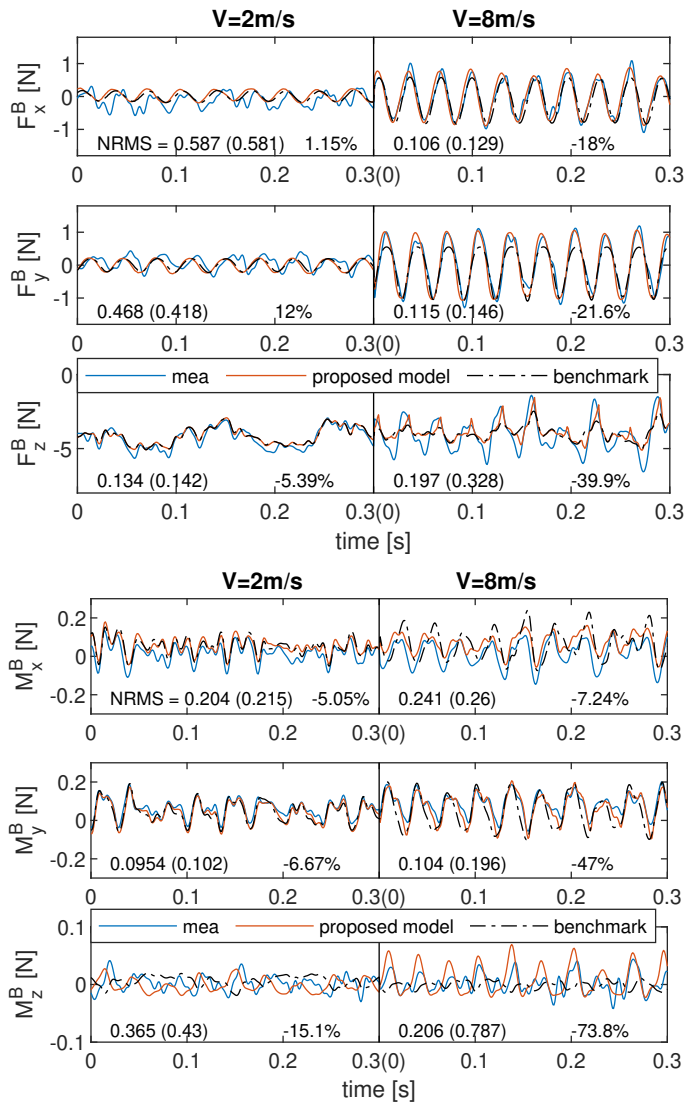 V=2m/s V=8m/s
F_x^B [N]
1
0
-1
NRMS = 0.587 (0.581) 1.15% 0.106 (0.129) -18%
0 0.1 0.2 0.3(0) 0.1 0.2 0.3
F_y^B [N]
1
0
-1
0.468 (0.418) 12% 0.115 (0.146) -21.6%
0 0.1 0.2 0.3(0) 0.1 0.2 0.3
mea proposed model benchmark
F_z^B [N]
0
-5
0.134 (0.142) -5.39% 0.197 (0.328) -39.9%
0 0.1 0.2 0.3(0) 0.1 0.2 0.3
time [s]
V=2m/s V=8m/s
M_x^B [N]
0.2
0
-0.2
NRMS = 0.204 (0.215) -5.05% 0.241 (0.26) -7.24%
0 0.1 0.2 0.3(0) 0.1 0.2 0.3
M_y^B [N]
0.2
0
-0.2
0.0954 (0.102) -6.67% 0.104 (0.196) -47%
0 0.1 0.2 0.3(0) 0.1 0.2 0.3
mea proposed model benchmark
M_z^B [N]
0.1
0
-0.1
0.365 (0.43) -15.1% 0.206 (0.787) -73.8%
0 0.1 0.2 0.3(0) 0.1 0.2 0.3
time [s]